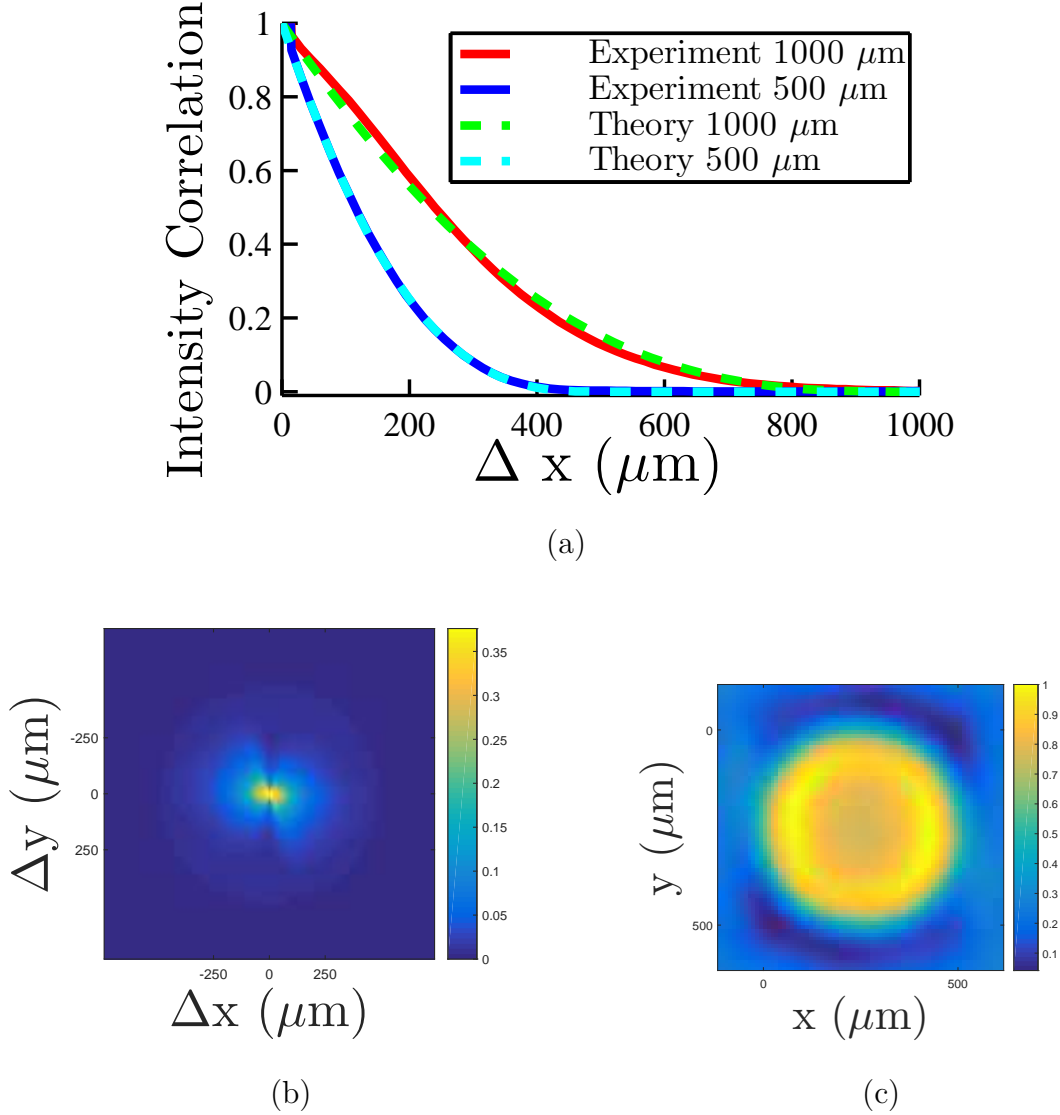 Intensity Correlation
1
0.8
0.6
0.4
0.2
0
Experiment 1000 μm
Experiment 500 μm
Theory 1000 μm
Theory 500 μm
0 200 400 600 800 1000
Δ x (μm)
(a)
Δy (μm)
-250
0
250
-250 0 250
Δx (μm)
0.35
0.3
0.25
0.2
0.15
0.1
0.05
0
(b)
y (μm)
0
500
0 500
x (μm)
1
0.9
0.8
0.7
0.6
0.5
0.4
0.3
0.2
0.1
(c)